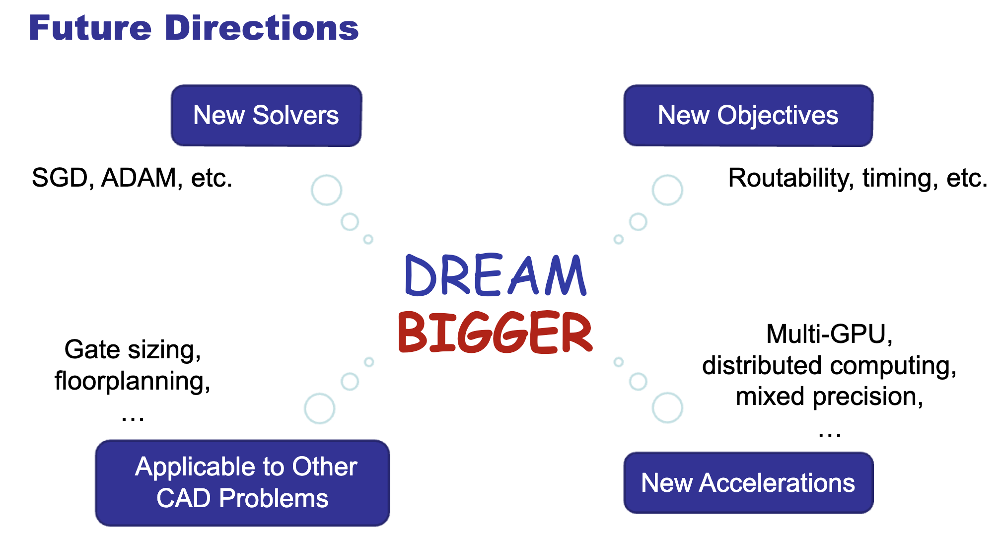 Future Directions
New Solvers
New Objectives
SGD, ADAM, etc.
Routability, timing, etc.
DREAM
BIGGER
Gate sizing,
floorplanning,
…
Multi-GPU,
distributed computing,
mixed precision,
…
Applicable to Other
CAD Problems
New Accelerations